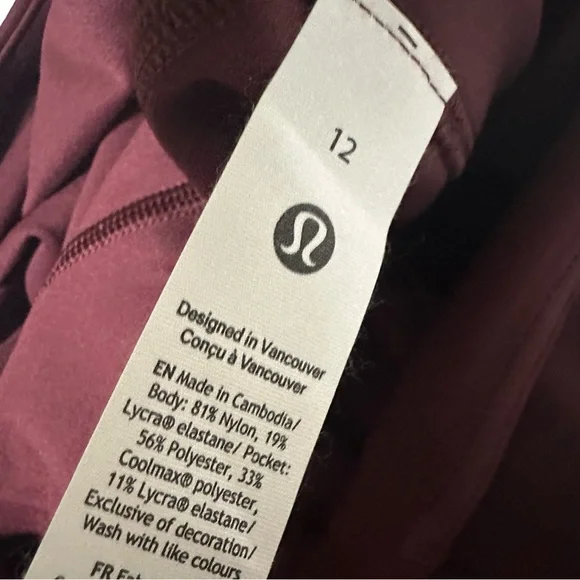 12
Designed in Vancouver
Conçu à Vancouver
EN Made in Cambodia/
Body: 81% Nylon, 19%
Lycra® elastane/ Pocket:
56% Polyester, 33%
Coolmax® polyester,
11% Lycra® elastane/
Exclusive of decoration/
Wash with like colours
FR